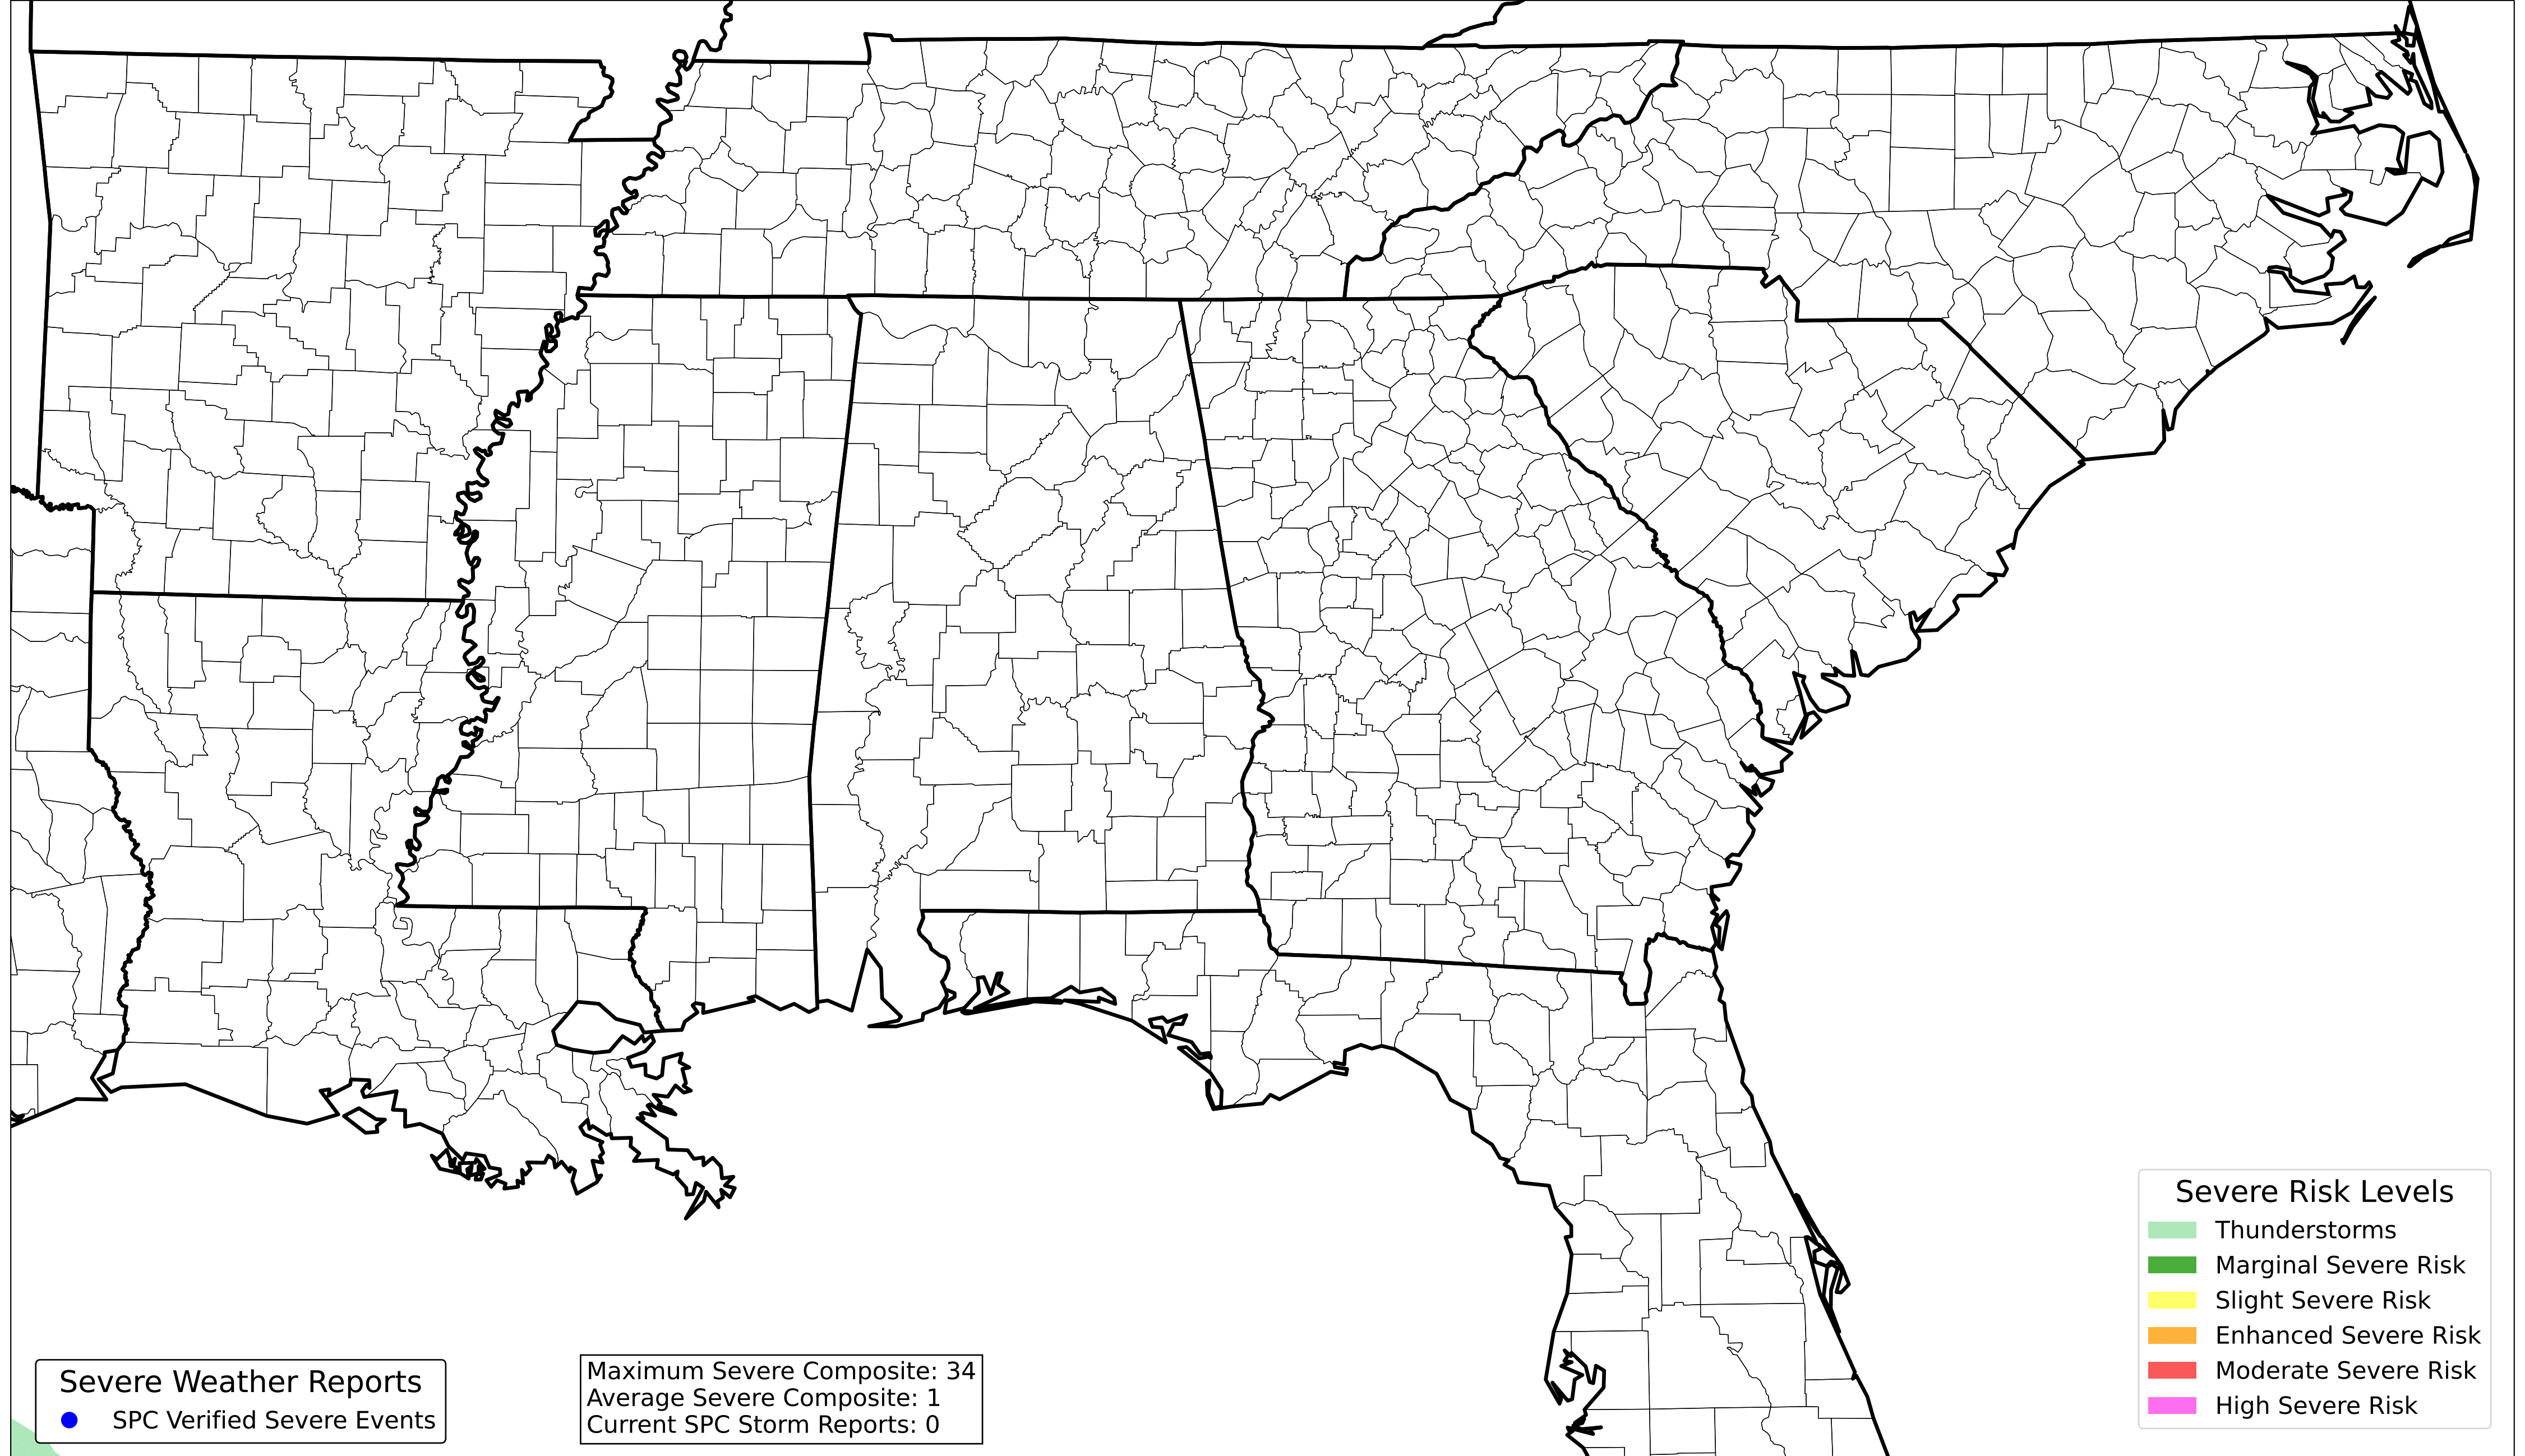 Severe Weather Reports
SPC Verified Severe Events
Maximum Severe Composite: 34
Average Severe Composite: 1
Current SPC Storm Reports: 0
Severe Risk Levels
Thunderstorms
Marginal Severe Risk
Slight Severe Risk
Enhanced Severe Risk
Moderate Severe Risk
High Severe Risk